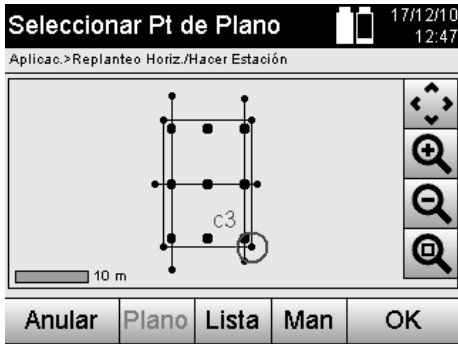 Seleccionar Pt de Plano
17/12/10
12:47
Aplicac.>Replanteo Horiz./Hacer Estación
c3
10 m
Anular Plano Lista Man OK